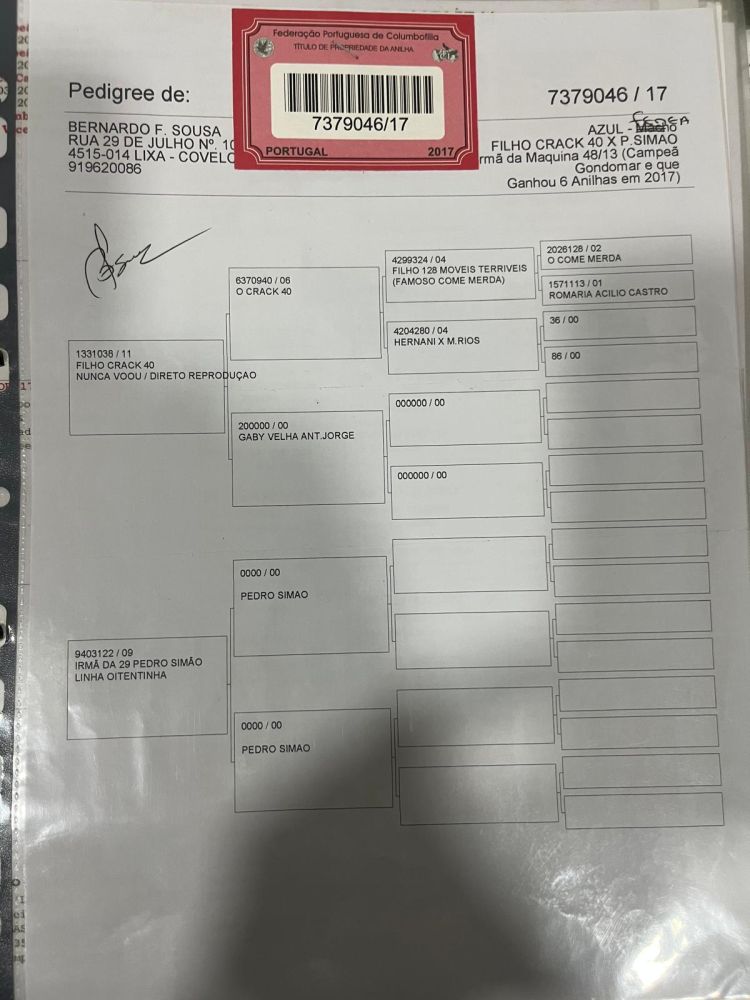 Federação Portuguesa de Columbofilia
TÍTULO DE PROPRIEDADE DA ANILHA
7379046/17
PORTUGAL 2017
Pedigree de:
7379046 / 17
BERNARDO F. SOUSA
RUA 29 DE JULHO Nº. 10
4515-014 LIXA - COVELO
919620086
FEMEA
AZUL - Macho
FILHO CRACK 40 X P.SIMAO
rmã da Maquina 48/13 (Campeã
Gondomar e que
Ganhou 6 Anilhas em 2017)
1331038 / 11
FILHO CRACK 40
NUNCA VOOU / DIRETO REPRODUÇAO
6370940 / 06
O CRACK 40
4299324 / 04
FILHO 128 MOVEIS TERRIVEIS
(FAMOSO COME MERDA)
2026128 / 02
O COME MERDA
1571113 / 01
ROMARIA ACILIO CASTRO
4204280 / 04
HERNANI X M.RIOS
36 / 00
86 / 00
200000 / 00
GABY VELHA ANT.JORGE
000000 / 00
000000 / 00
9403122 / 09
IRMÃ DA 29 PEDRO SIMÃO
LINHA OITENTINHA
0000 / 00
PEDRO SIMAO
0000 / 00
PEDRO SIMAO